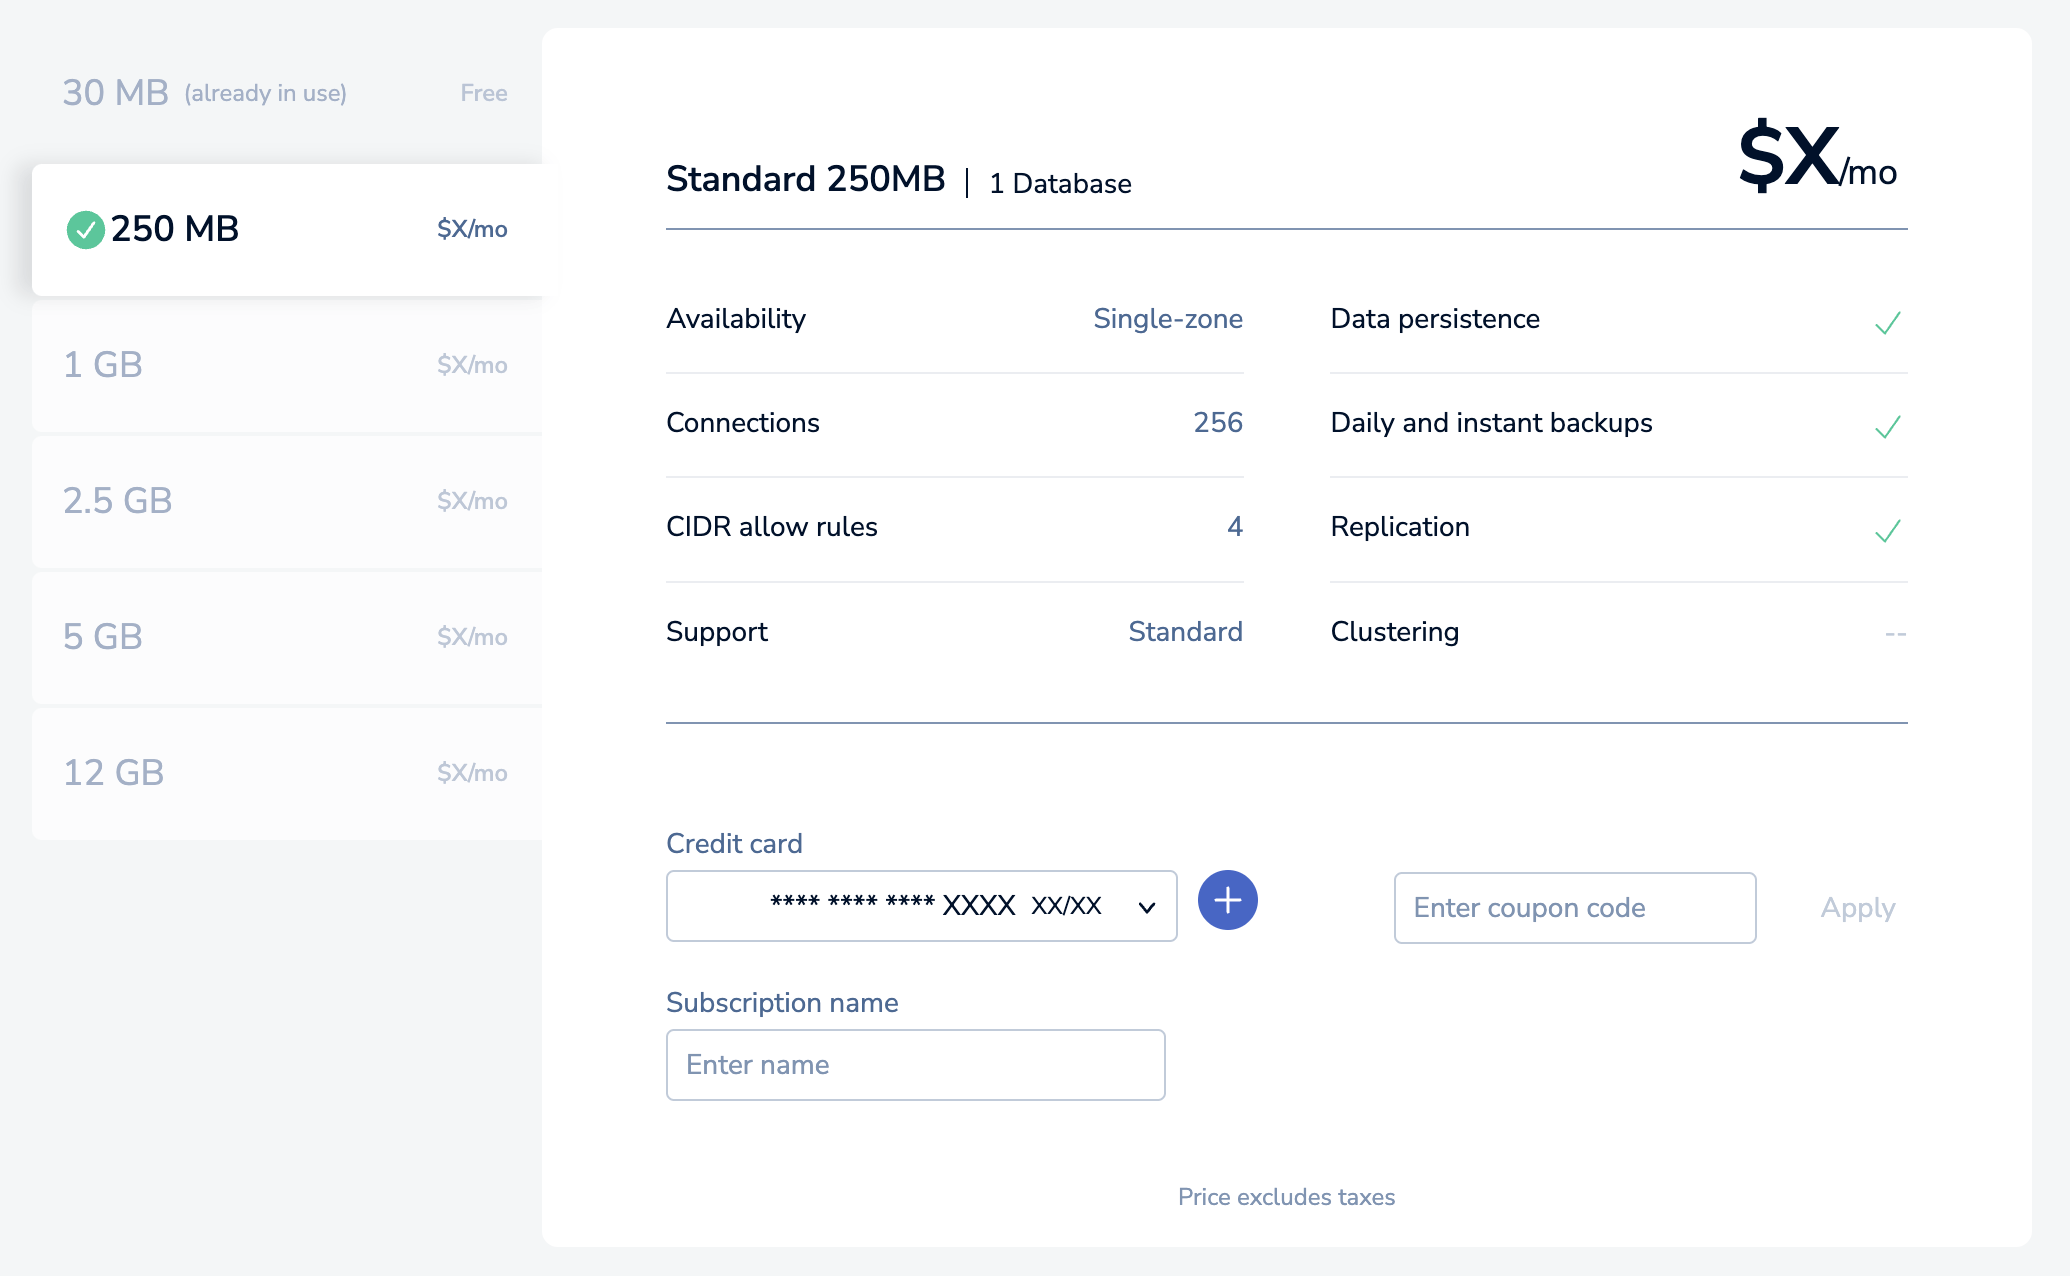 30 MB (already in use) Free
250 MB $X/mo
1 GB $X/mo
2.5 GB $X/mo
5 GB $X/mo
12 GB $X/mo
Standard 250MB | 1 Database $X/mo
Availability Single-zone
Connections 256
CIDR allow rules 4
Support Standard
Data persistence
Daily and instant backups
Replication
Clustering --
Credit card
**** **** **** XXXX XX/XX
Enter coupon code Apply
Subscription name
Enter name
Price excludes taxes